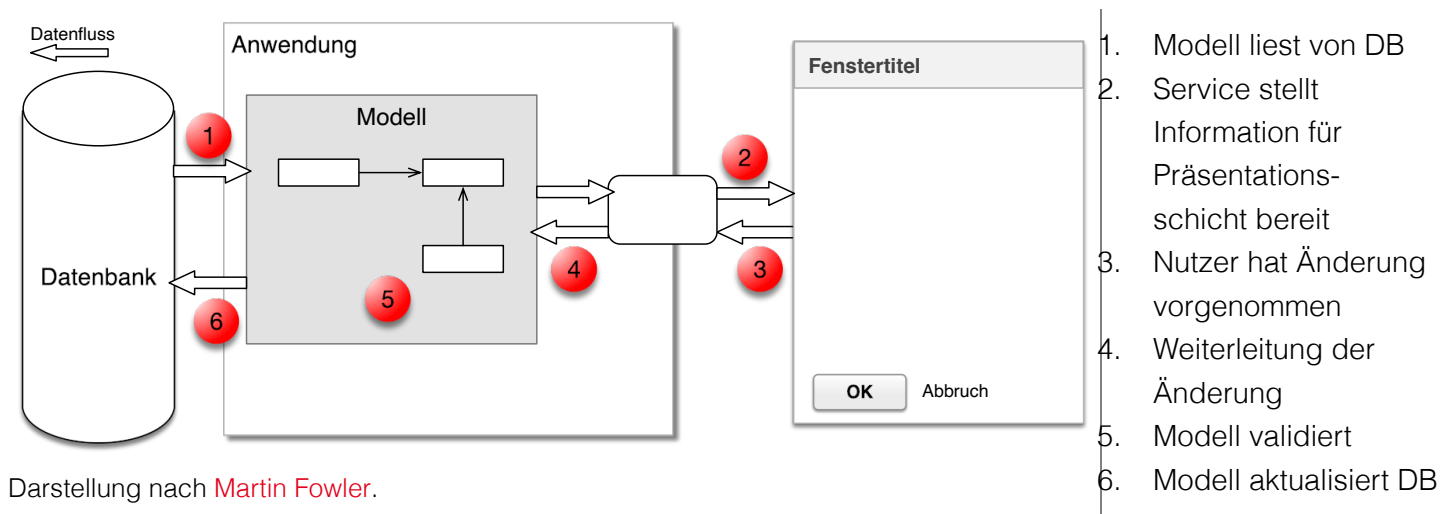 Datenfluss
Anwendung
Fenstertitel
Modell
1
2
Datenbank
4
3
5
6
OK
Abbruch
Darstellung nach Martin Fowler.
1. Modell liest von DB
2. Service stellt
Information für
Präsentations-
schicht bereit
3. Nutzer hat Änderung
vorgenommen
4. Weiterleitung der
Änderung
5. Modell validiert
6. Modell aktualisiert DB